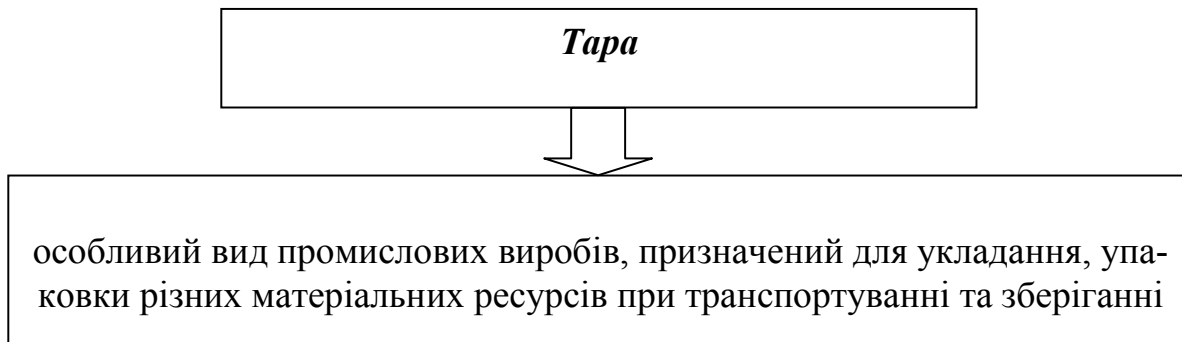 Тара
особливий вид промислових виробів, призначений для укладання, упа-
ковки різних матеріальних ресурсів при транспортуванні та зберіганні